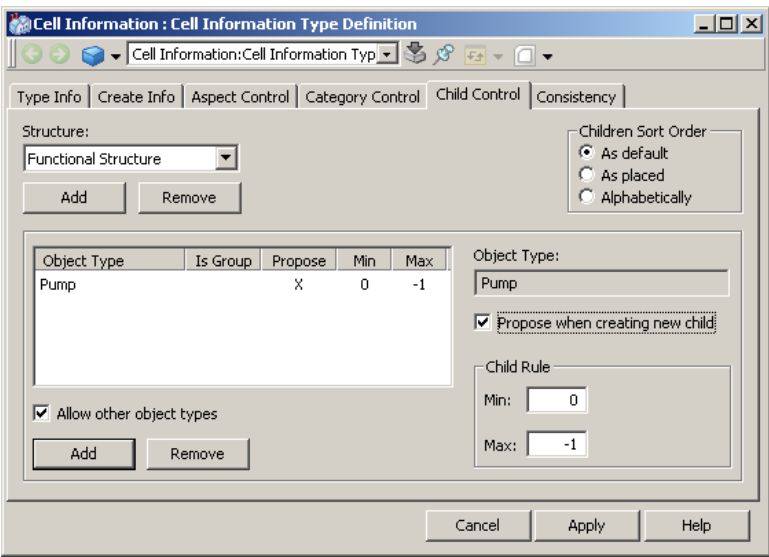 Cell Information : Cell Information Type Definition
Cell Information:Cell Information Typ
Type Info Create Info Aspect Control Category Control Child Control Consistency
Structure:
Functional Structure
Add Remove
Children Sort Order
As default
As placed
Alphabetically
Object Type Is Group Propose Min Max
Pump X 0 -1
Allow other object types
Add Remove
Object Type:
Pump
Propose when creating new child
Child Rule
Min: 0
Max: -1
Cancel Apply Help